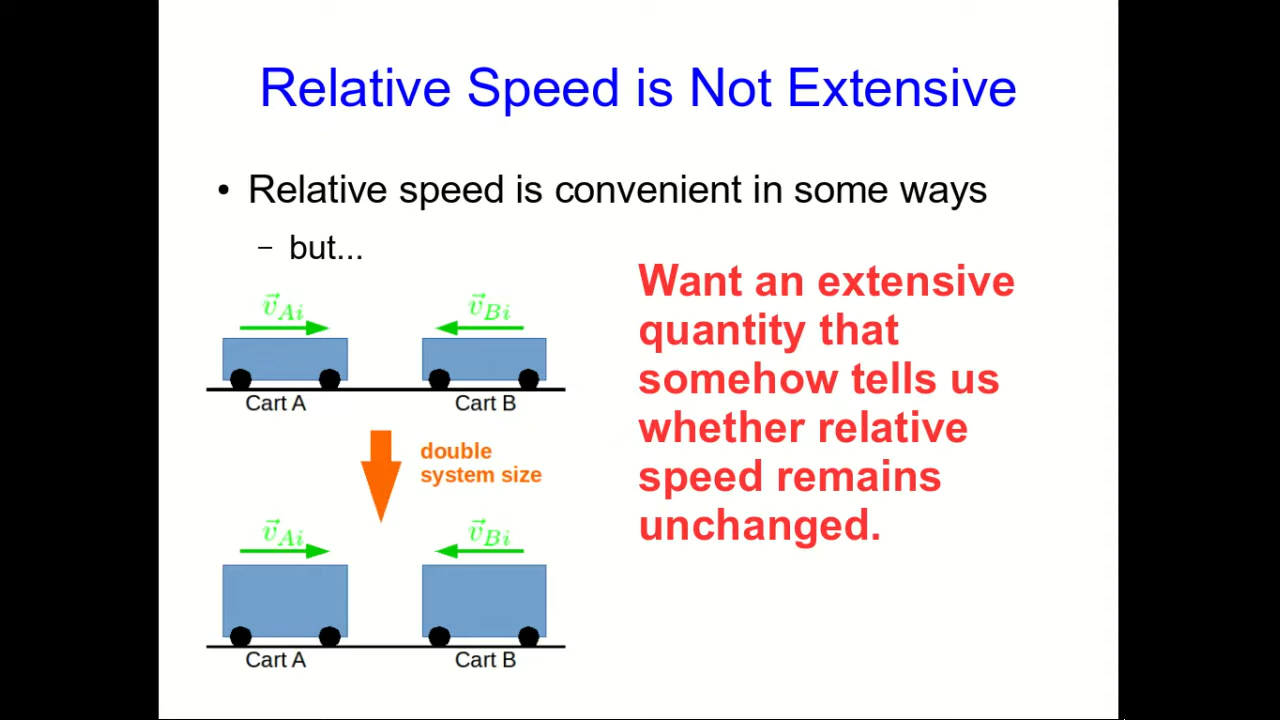 Relative Speed is Not Extensive
• Relative speed is convenient in some ways
– but...
Want an extensive
quantity that
somehow tells us
whether relative
speed remains
unchanged.
v⃗Ai v⃗Bi
Cart A Cart B
double
system size
v⃗Ai v⃗Bi
Cart A Cart B